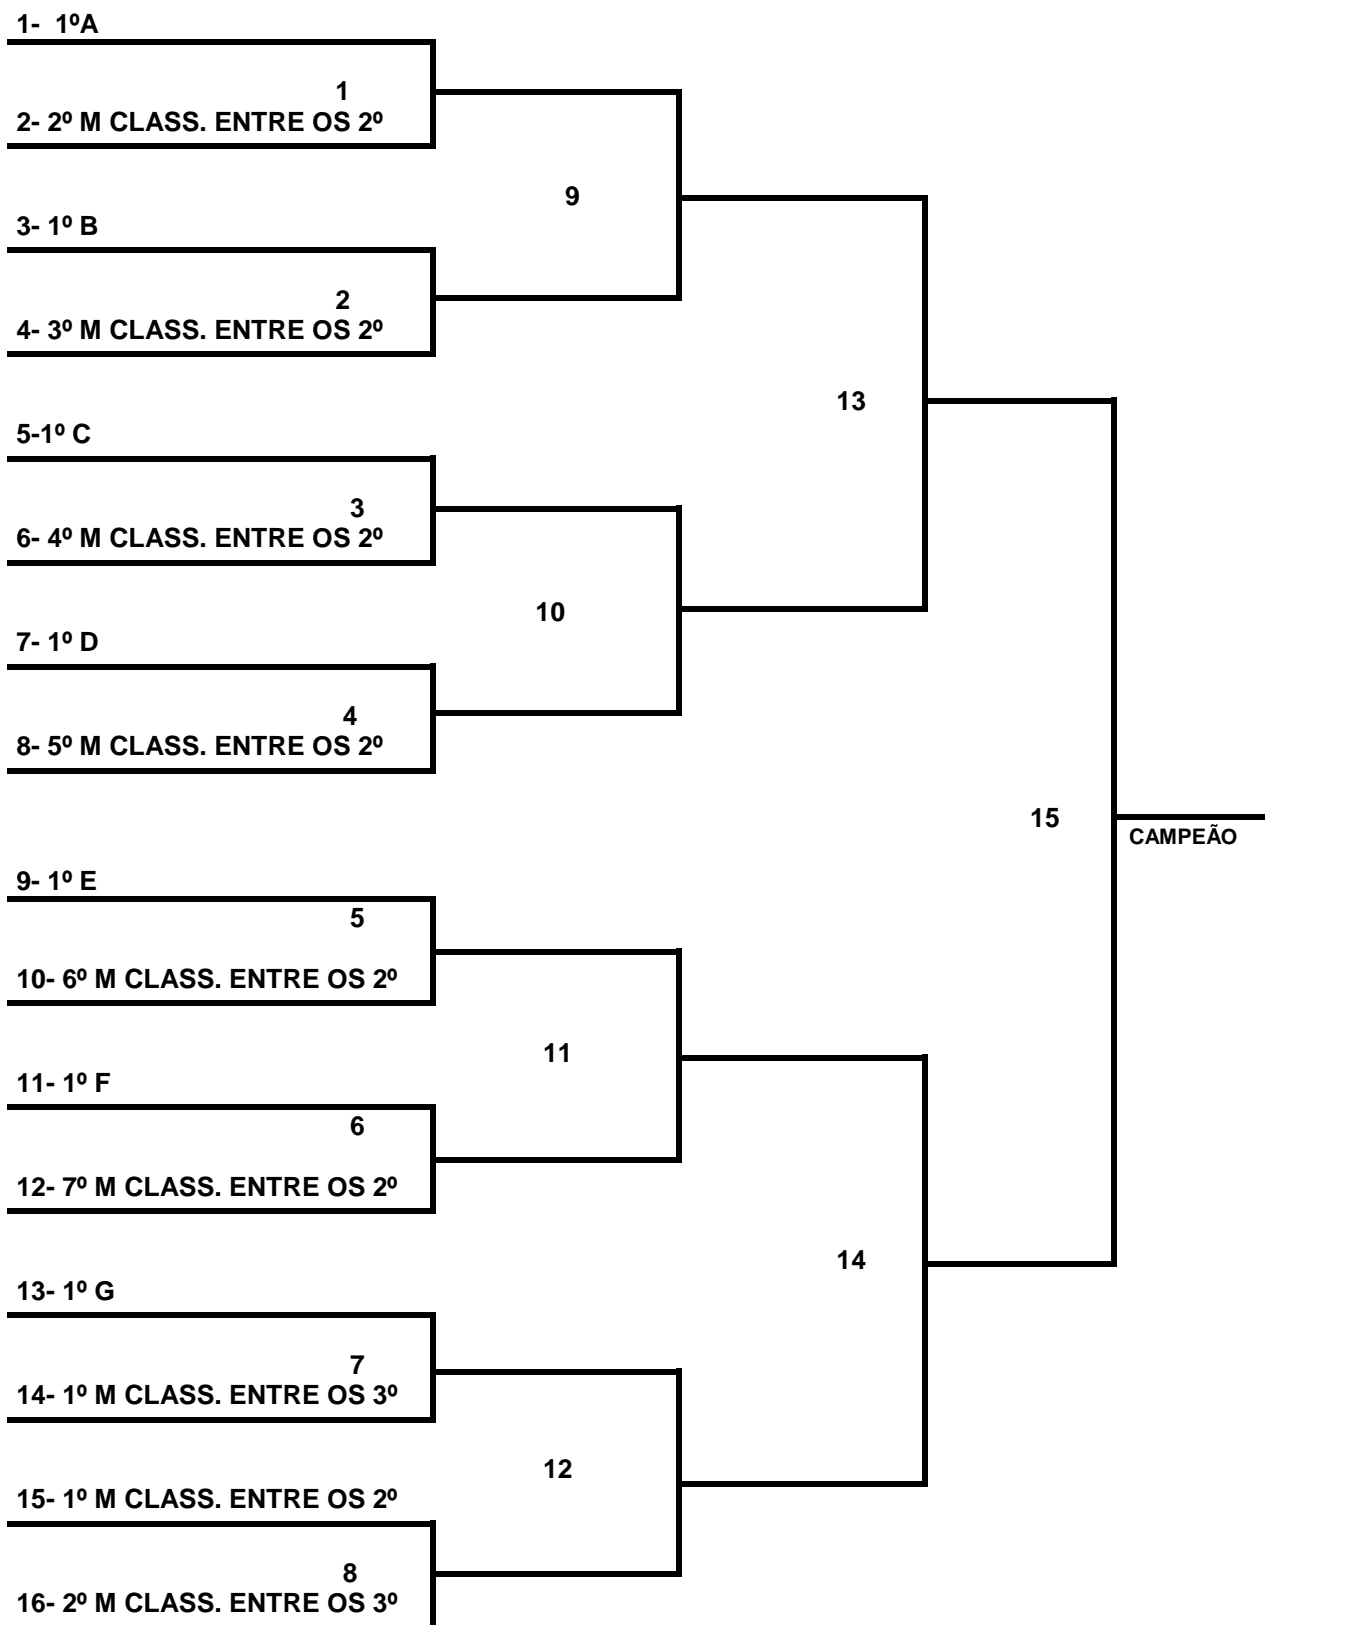 1-  1ºA
1
2- 2º M CLASS. ENTRE OS 2º
9
3- 1º B
2
4- 3º M CLASS. ENTRE OS 2º
13
5-1º C
3
6- 4º M CLASS. ENTRE OS 2º
10
7- 1º D
4
8- 5º M CLASS. ENTRE OS 2º
15
CAMPEÃO
9- 1º E
5
10- 6º M CLASS. ENTRE OS 2º
11
11- 1º F
6
12- 7º M CLASS. ENTRE OS 2º
14
13- 1º G
7
14- 1º M CLASS. ENTRE OS 3º
12
15- 1º M CLASS. ENTRE OS 2º
8
16- 2º M CLASS. ENTRE OS 3º